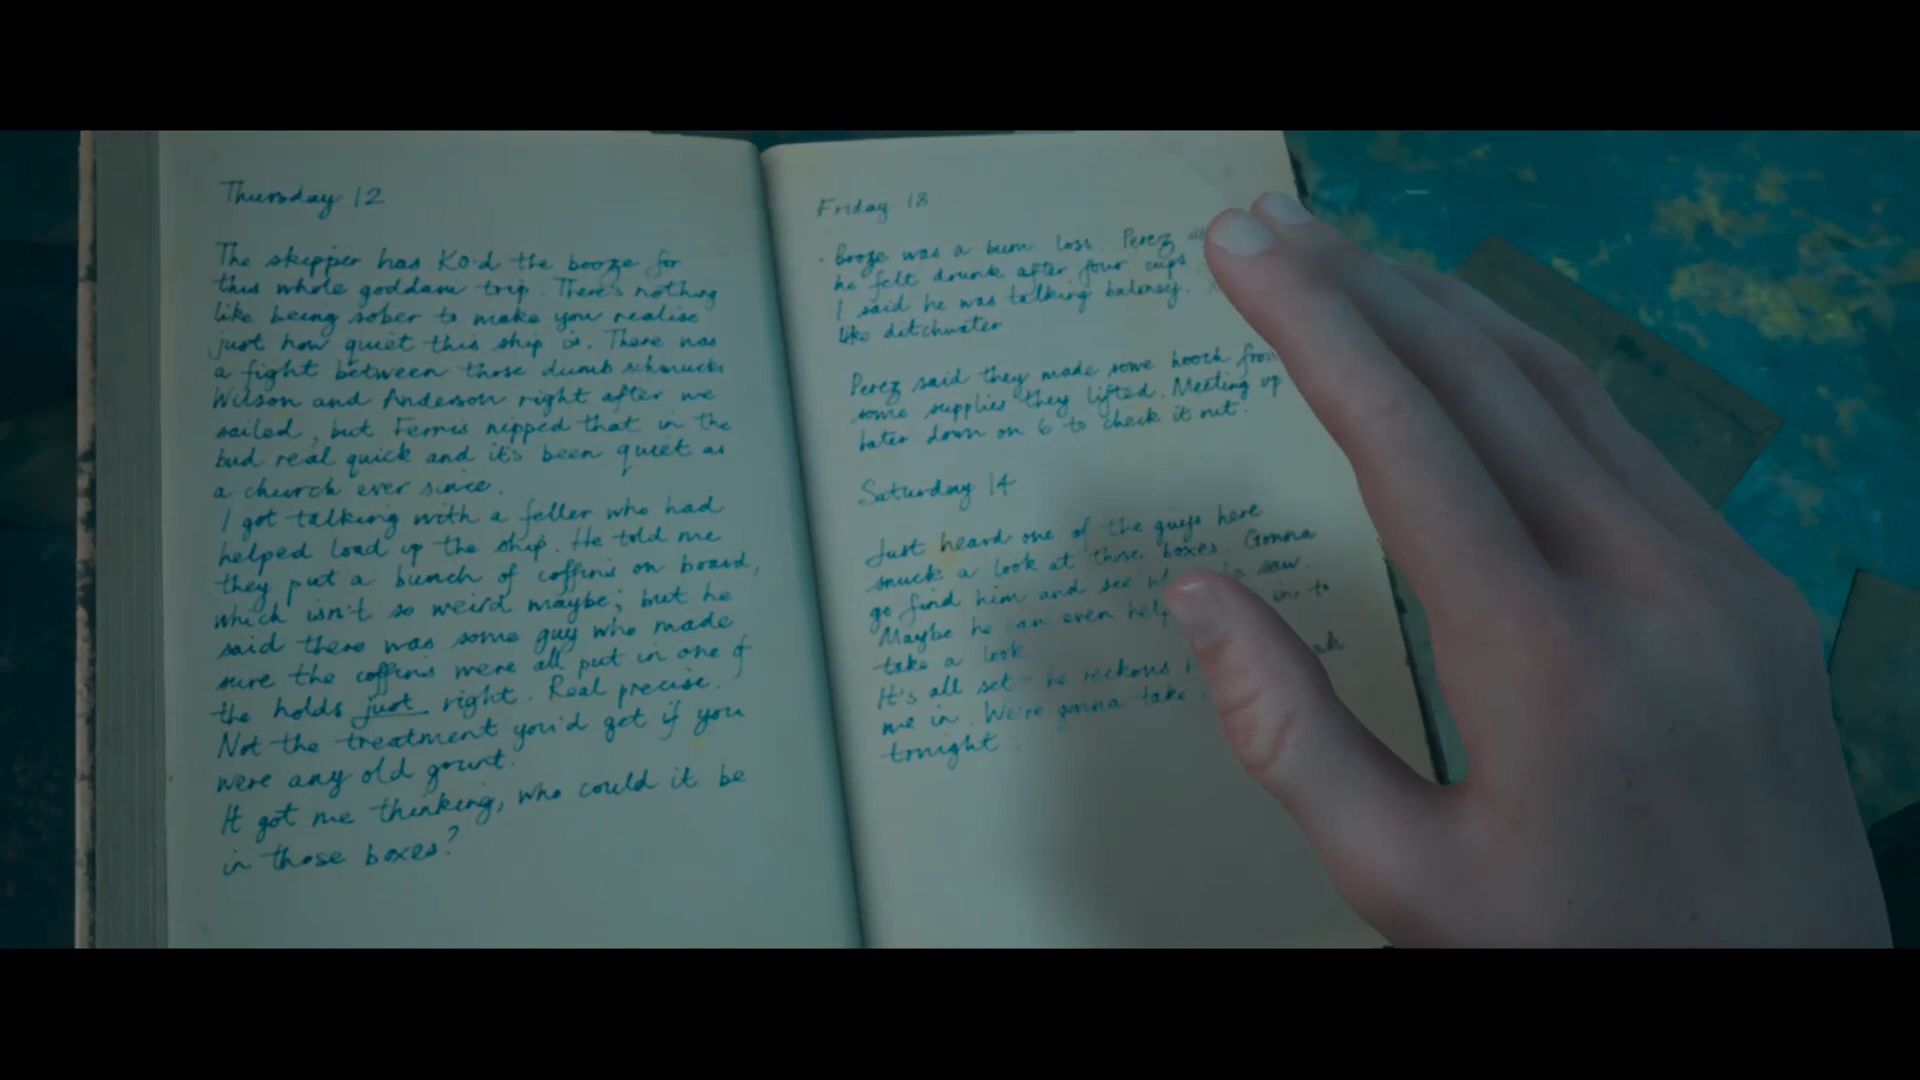 Thursday 12
The skipper has KO'd the booze for
this whole goddam trip. There's nothing
like being sober to make you realise
just how quiet this ship is. There was
a fight between those dumb schmucks
Wilson and Anderson right after we
sailed, but Ferris nipped that in the
bud real quick and it's been quiet as
a church ever since.
I got talking with a feller who had
helped load up the ship. He told me
they put a bunch of coffins on board,
which isn't so weird maybe; but he
said there was some guy who made
sure the coffins were all put in one of
the holds just right. Real precise.
Not the treatment you'd get if you
were any old grunt.
It got me thinking, who could it be
in those boxes?
Friday 13
Booze was a bum loss. Perez
he felt drunk after four cups
I said he was talking baloney.
like ditchwater
Perez said they made some hooch from
some supplies they lifted. Meeting up
later down on 6 to check it out.
Saturday 14
Just heard one of the guys here
snuck a look at those boxes. Gonna
go find him and see saw.
Maybe he can even help in to
take a look
It's all set - he reckons
me in. We're gonna take
tonight.